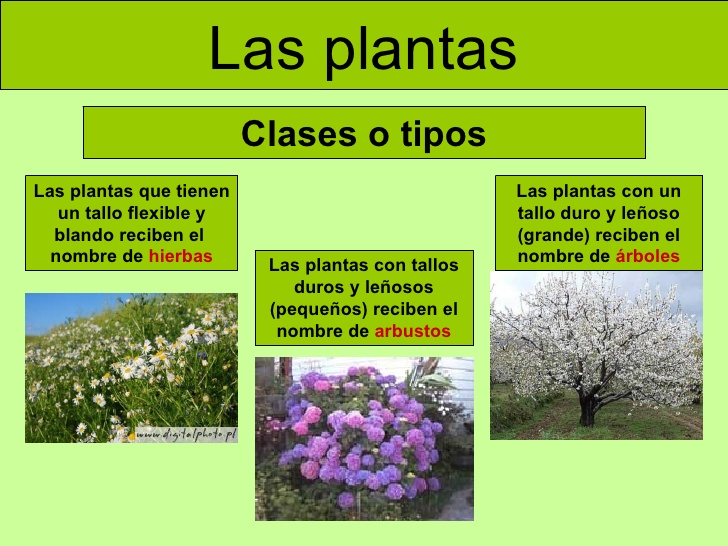 Las plantas
Clases o tipos
Las plantas que tienen
un tallo flexible y
blando reciben el
nombre de hierbas
Las plantas con tallos
duros y leñosos
(pequeños) reciben el
nombre de arbustos
Las plantas con un
tallo duro y leñoso
(grande) reciben el
nombre de árboles
www.digitalphoto.pl